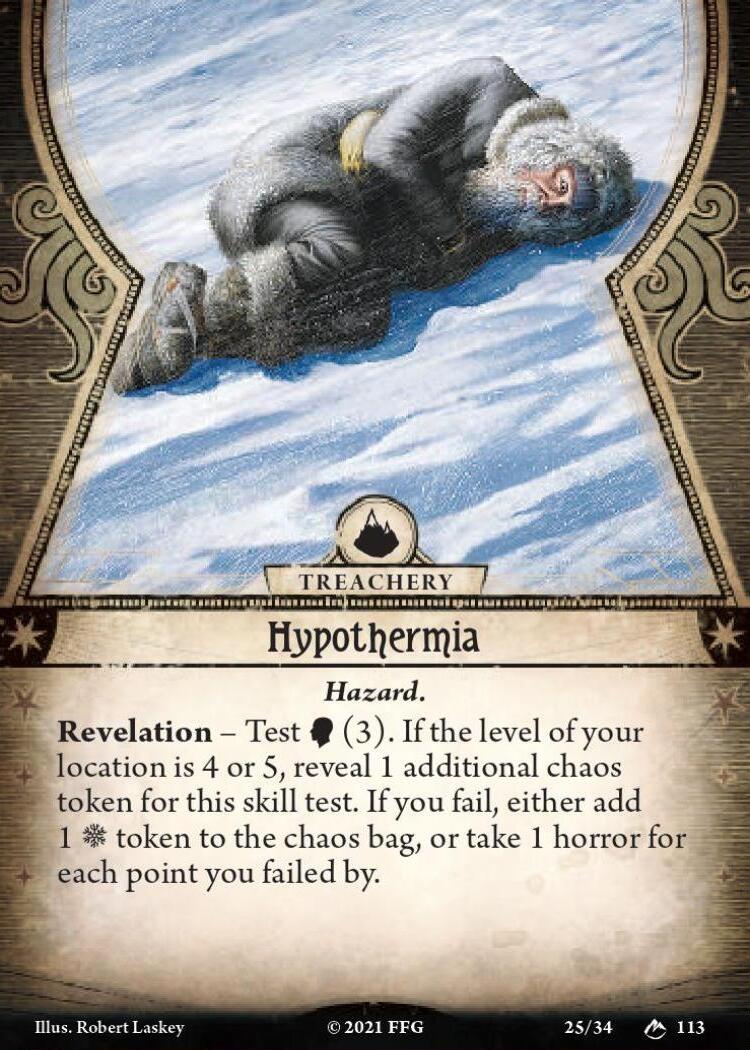 TREACHERY
Hypothermia
Hazard.
Revelation – Test (3). If the level of your
location is 4 or 5, reveal 1 additional chaos
token for this skill test. If you fail, either add
1 token to the chaos bag, or take 1 horror for
each point you failed by.
Illus. Robert Laskey © 2021 FFG 25/34 113